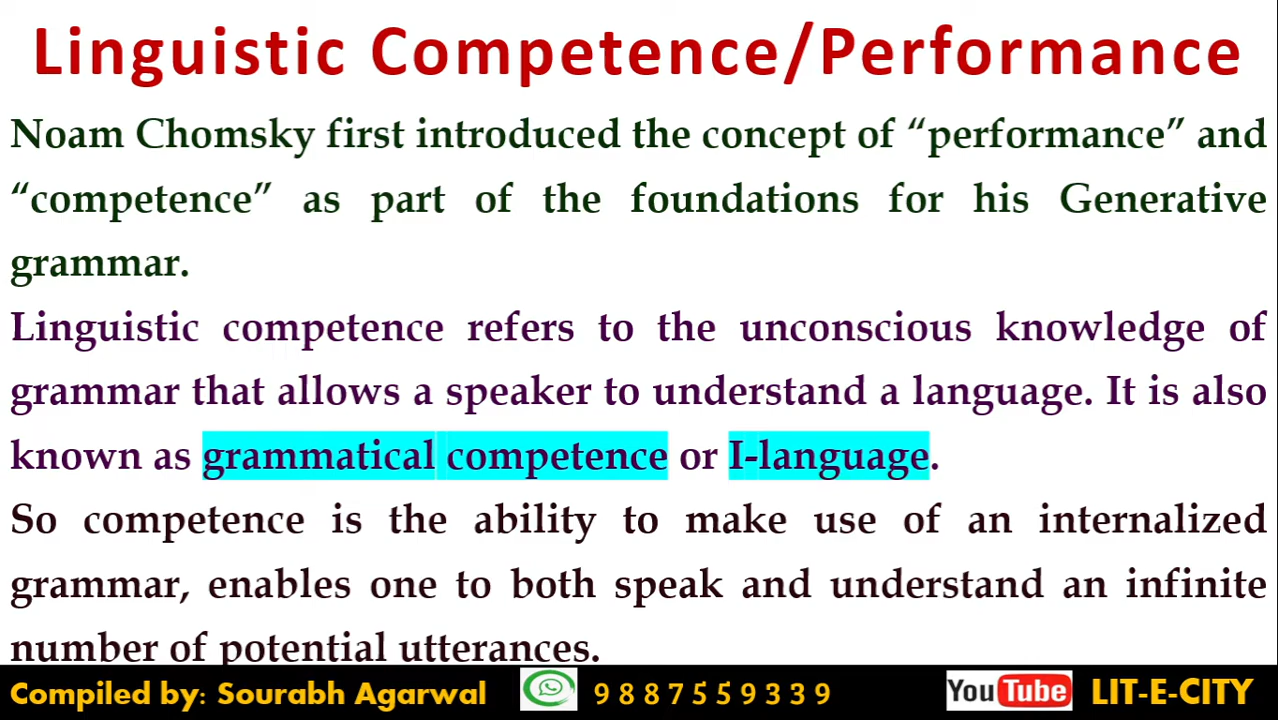 Linguistic Competence/Performance
Noam Chomsky first introduced the concept of “performance” and
“competence” as part of the foundations for his Generative
grammar.
Linguistic competence refers to the unconscious knowledge of
grammar that allows a speaker to understand a language. It is also
known as grammatical competence or I-language.
So competence is the ability to make use of an internalized
grammar, enables one to both speak and understand an infinite
number of potential utterances.
Compiled by: Sourabh Agarwal 9887559339 YouTube LIT-E-CITY